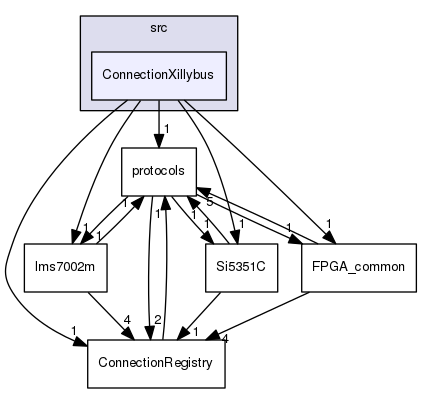 src
ConnectionXillybus
1
protocols
5
1
1
1
1
1
1
1
1
lms7002m
Si5351C
FPGA_common
4
2
1
1
4
ConnectionRegistry